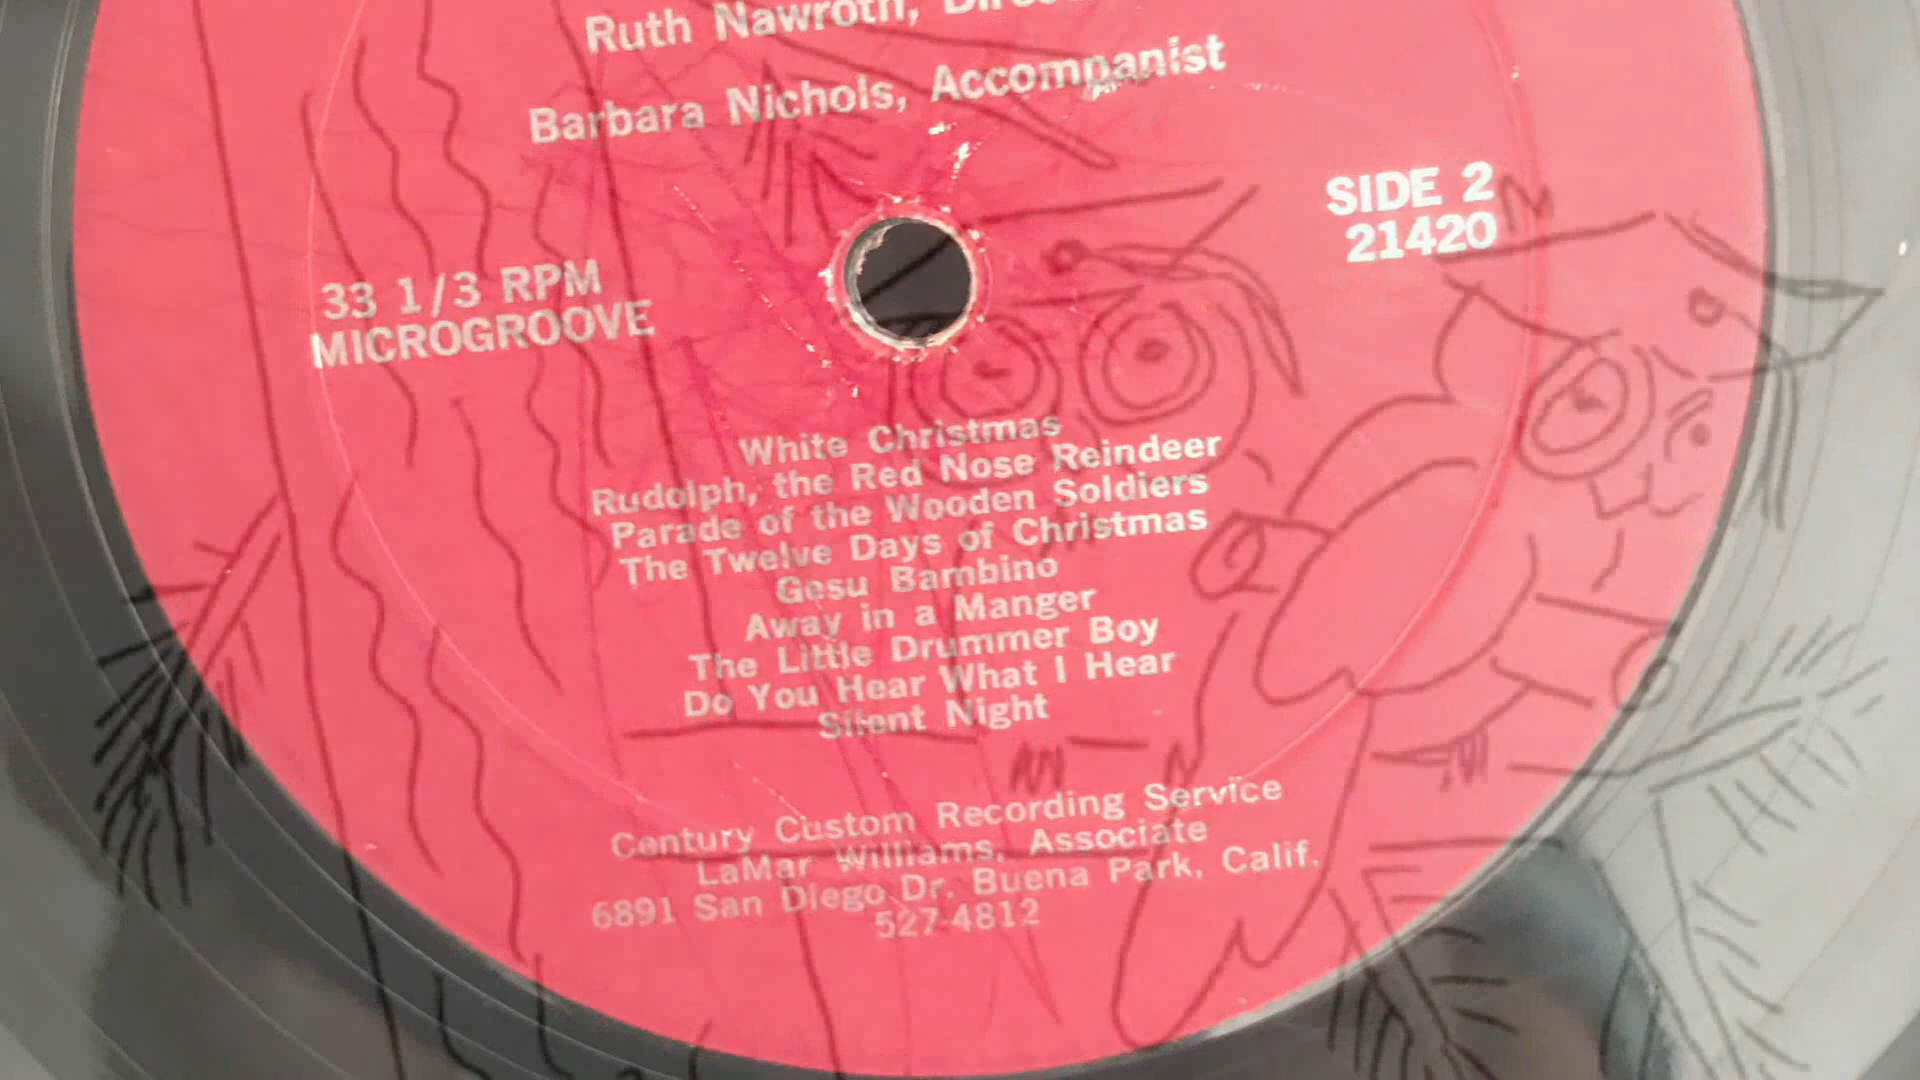 Ruth Nawroth,
Barbara Nichols, Accompanist
SIDE 2
21420
33 1/3 RPM
MICROGROOVE
White Christmas
Rudolph, the Red Nose Reindeer
Parade of the Wooden Soldiers
The Twelve Days of Christmas
Gesu Bambino
Away in a Manger
The Little Drummer Boy
Do You Hear What I Hear
Silent Night
Century Custom Recording Service
LaMar Williams, Associate
6891 San Diego Dr. Buena Park, Calif.
527-4812